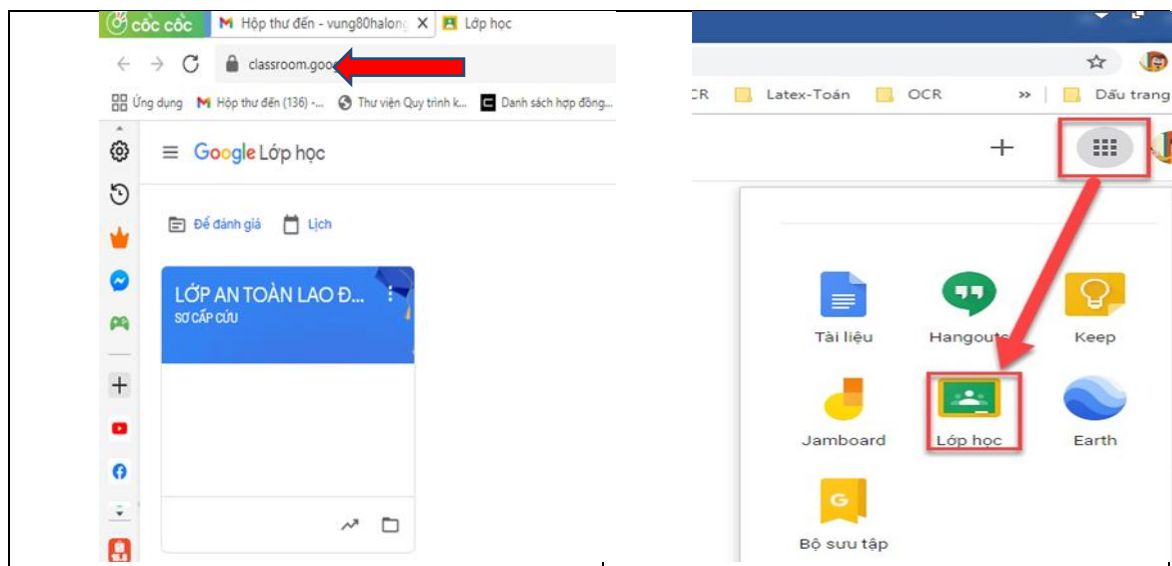 cốc cốc
Hộp thư đến - vung80halong
Lớp học
classroom.goo
Ứng dụng
Hộp thư đến (136) -...
Thư viện Quy trình k...
Danh sách hợp đồng...
Google Lớp học
Để đánh giá
Lịch
LỚP AN TOÀN LAO Đ...
SƠ CẤP CỨU
CR
Latex-Toán
OCR
»
Dấu trang
Tài liệu
Hangouts
Keep
Jamboard
Lớp học
Earth
G
Bộ sưu tập